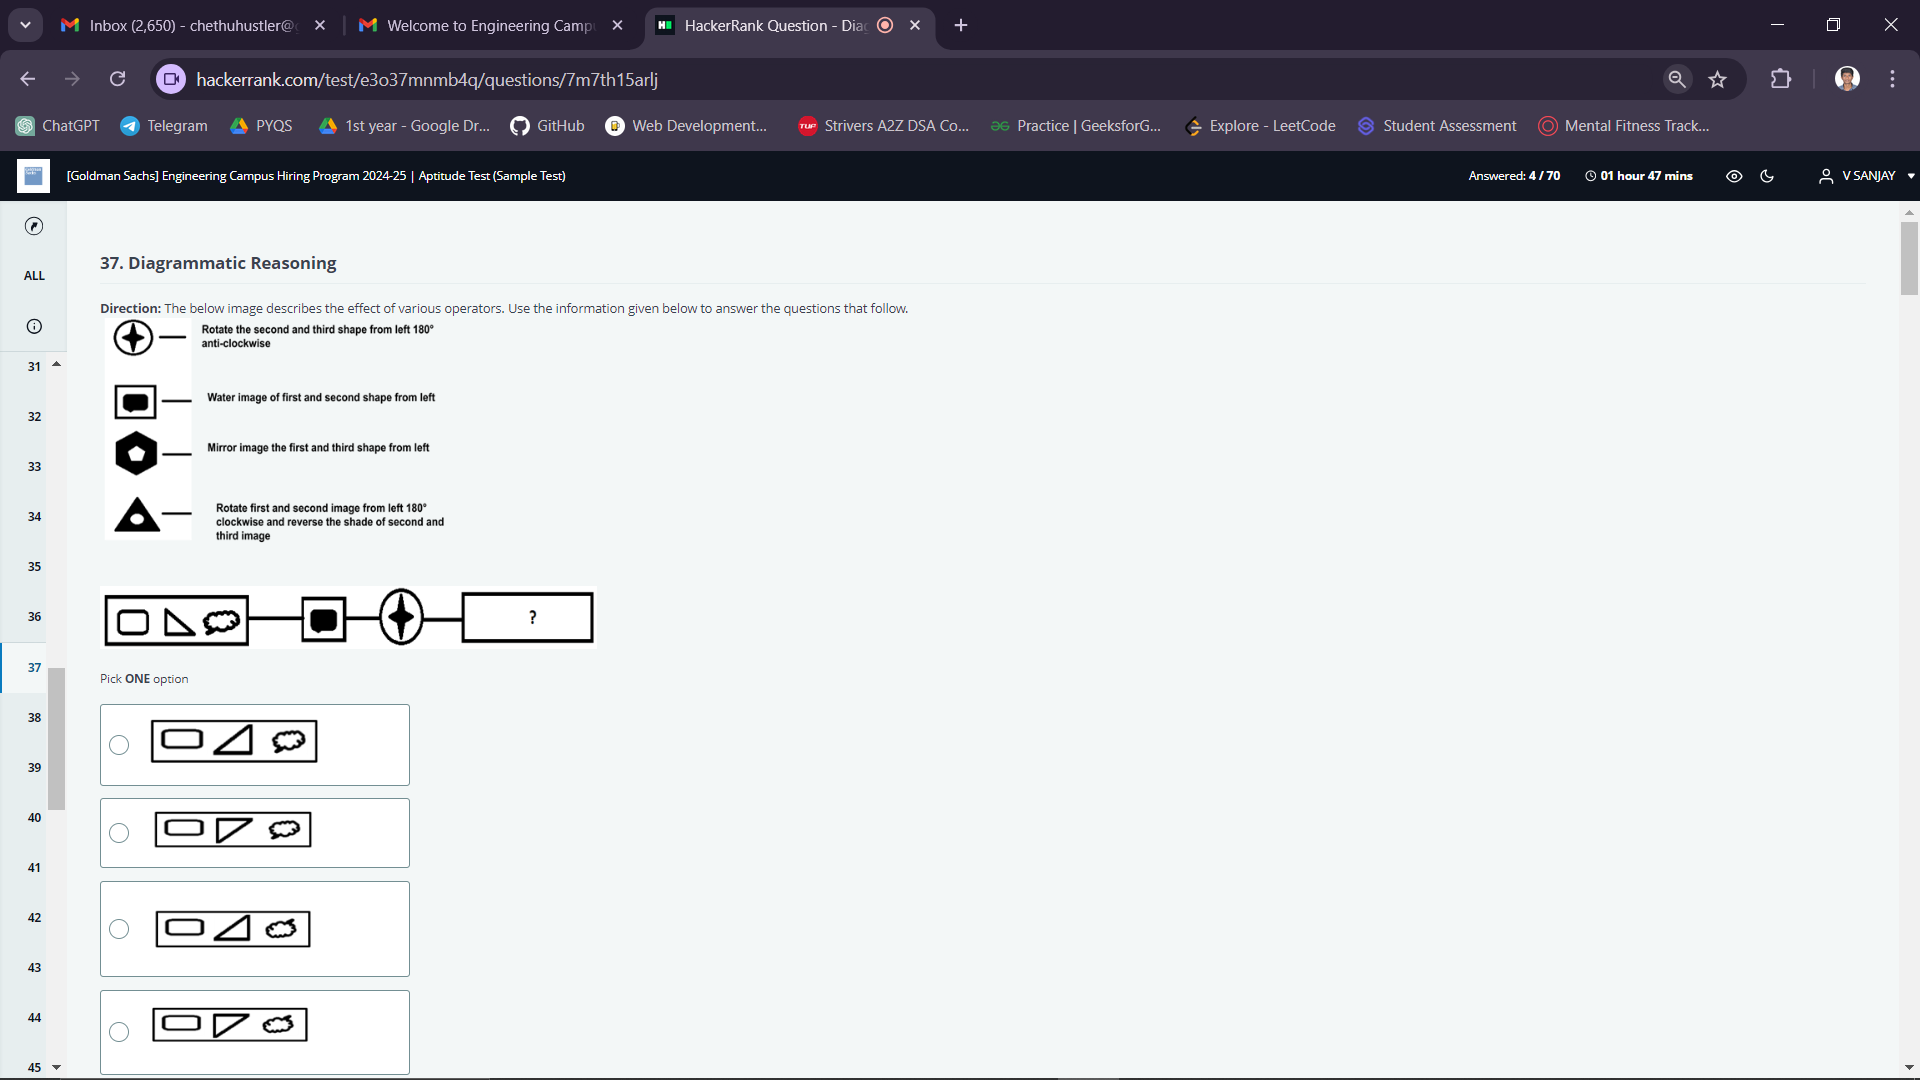 Inbox (2,650) - chethuhustler@
Welcome to Engineering Camp
HackerRank Question - Dia
hackerrank.com/test/e3o37mnmb4q/questions/7m7th15arlj
ChatGPT
Telegram
PYQS
1st year - Google Dr...
GitHub
Web Development...
TUF
Strivers A2Z DSA Co...
Practice | GeeksforG...
Explore - LeetCode
Student Assessment
Mental Fitness Track...
[Goldman Sachs] Engineering Campus Hiring Program 2024-25 | Aptitude Test (Sample Test)
Answered: 4 / 70
01 hour 47 mins
V SANJAY
ALL
31
32
33
34
35
36
37
38
39
40
41
42
43
44
45
37. Diagrammatic Reasoning
Direction: The below image describes the effect of various operators. Use the information given below to answer the questions that follow.
Rotate the second and third shape from left 180°
anti-clockwise
Water image of first and second shape from left
Mirror image the first and third shape from left
Rotate first and second image from left 180°
clockwise and reverse the shade of second and
third image
?
Pick ONE option